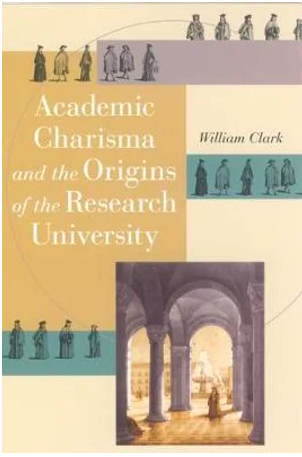 Academic
Charisma
and the Origins
of the Research
University
William Clark